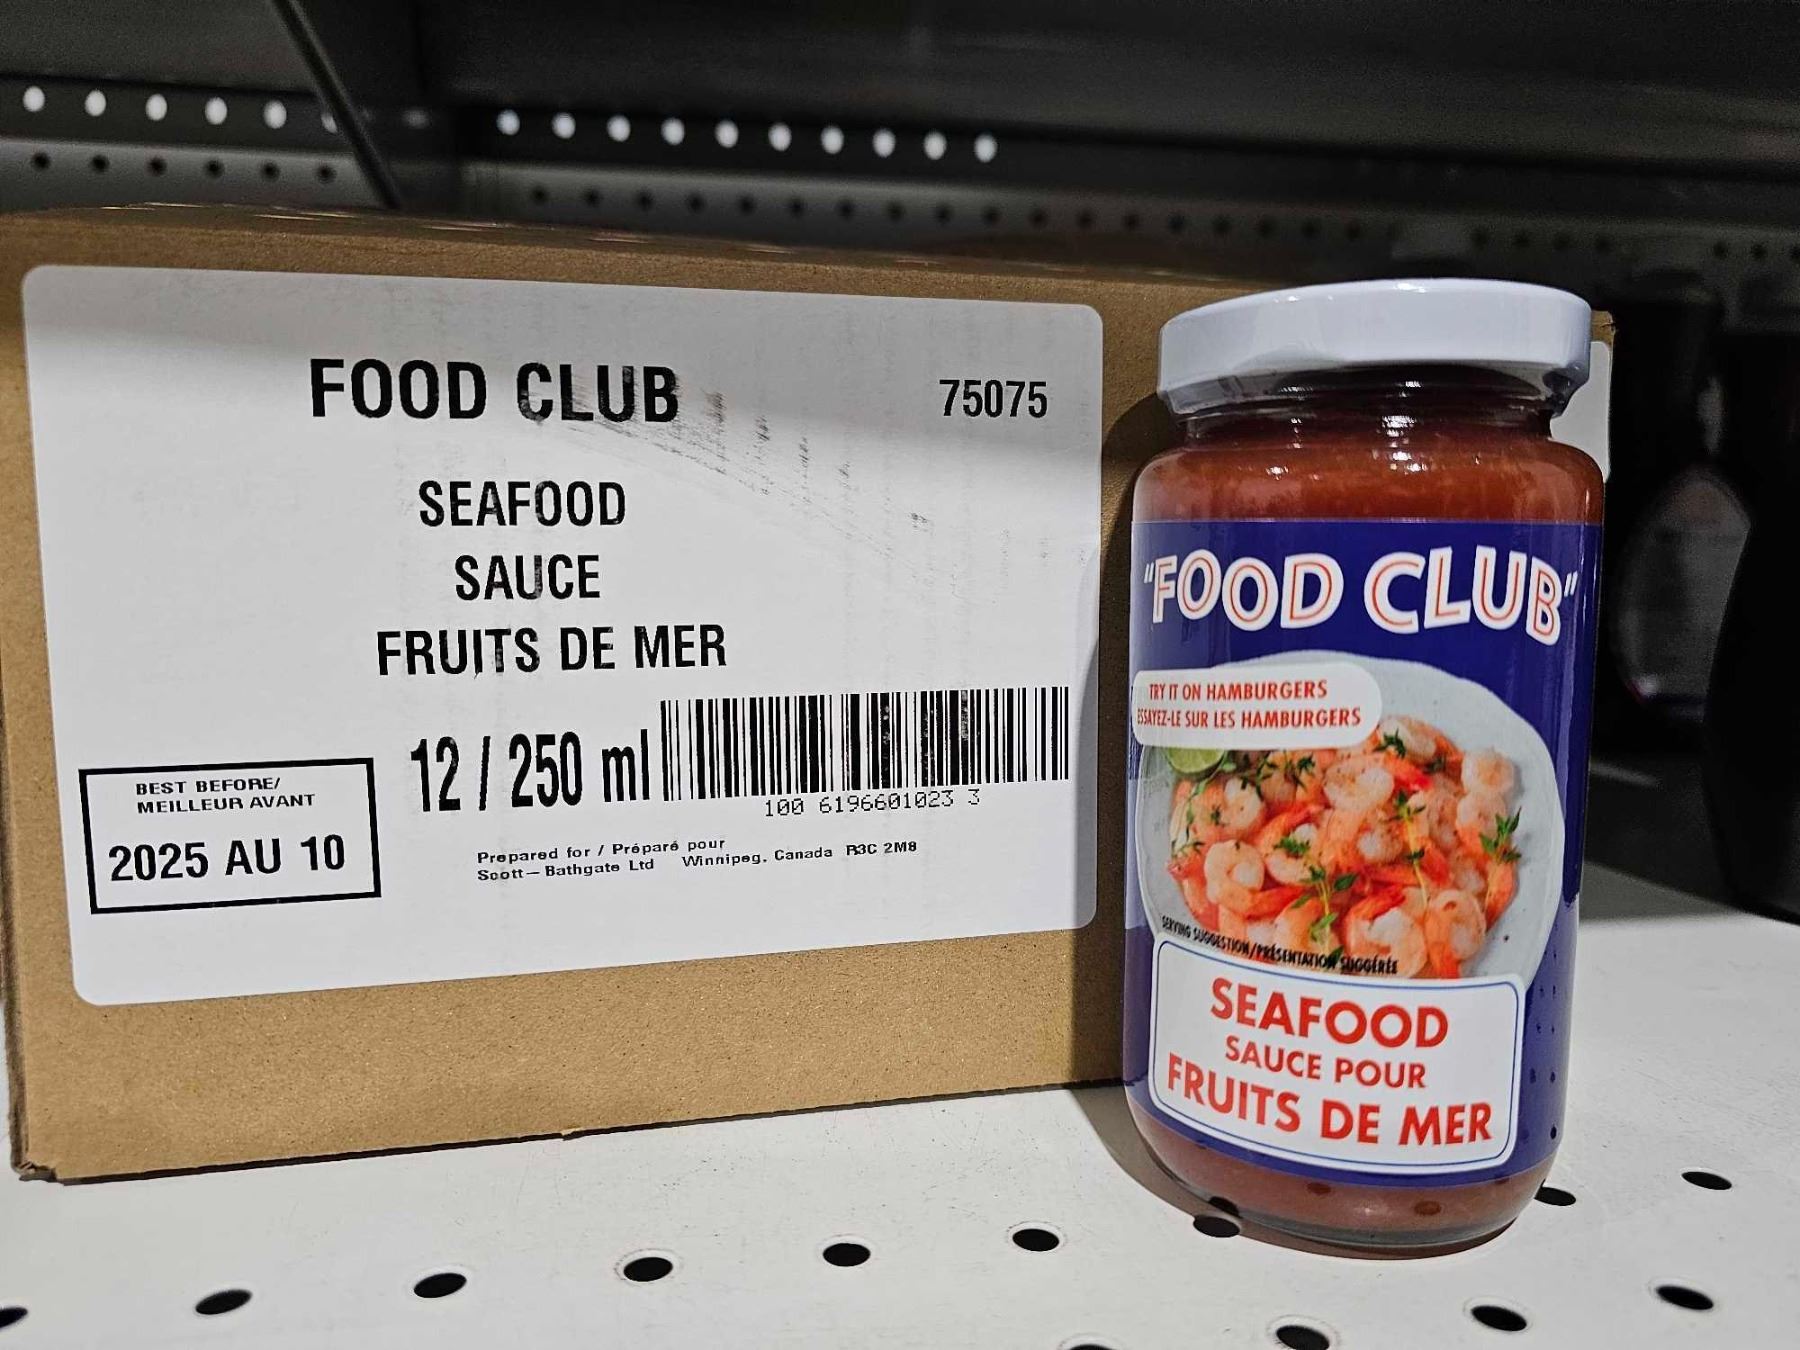 FOOD CLUB
75075
SEAFOOD
SAUCE
FRUITS DE MER
12 / 250 ml
100 6196601023 3
BEST BEFORE/
MEILLEUR AVANT
2025 AU 10
Prepared for / Préparé pour
Scott-Bathgate Ltd Winnipeg, Canada R3C 2M8
"FOOD CLUB"
TRY IT ON HAMBURGERS
ESSAYEZ-LE SUR LES HAMBURGERS
SERVING SUGGESTION/PRÉSENTATION SUGGÉRÉE
SEAFOOD
SAUCE POUR
FRUITS DE MER